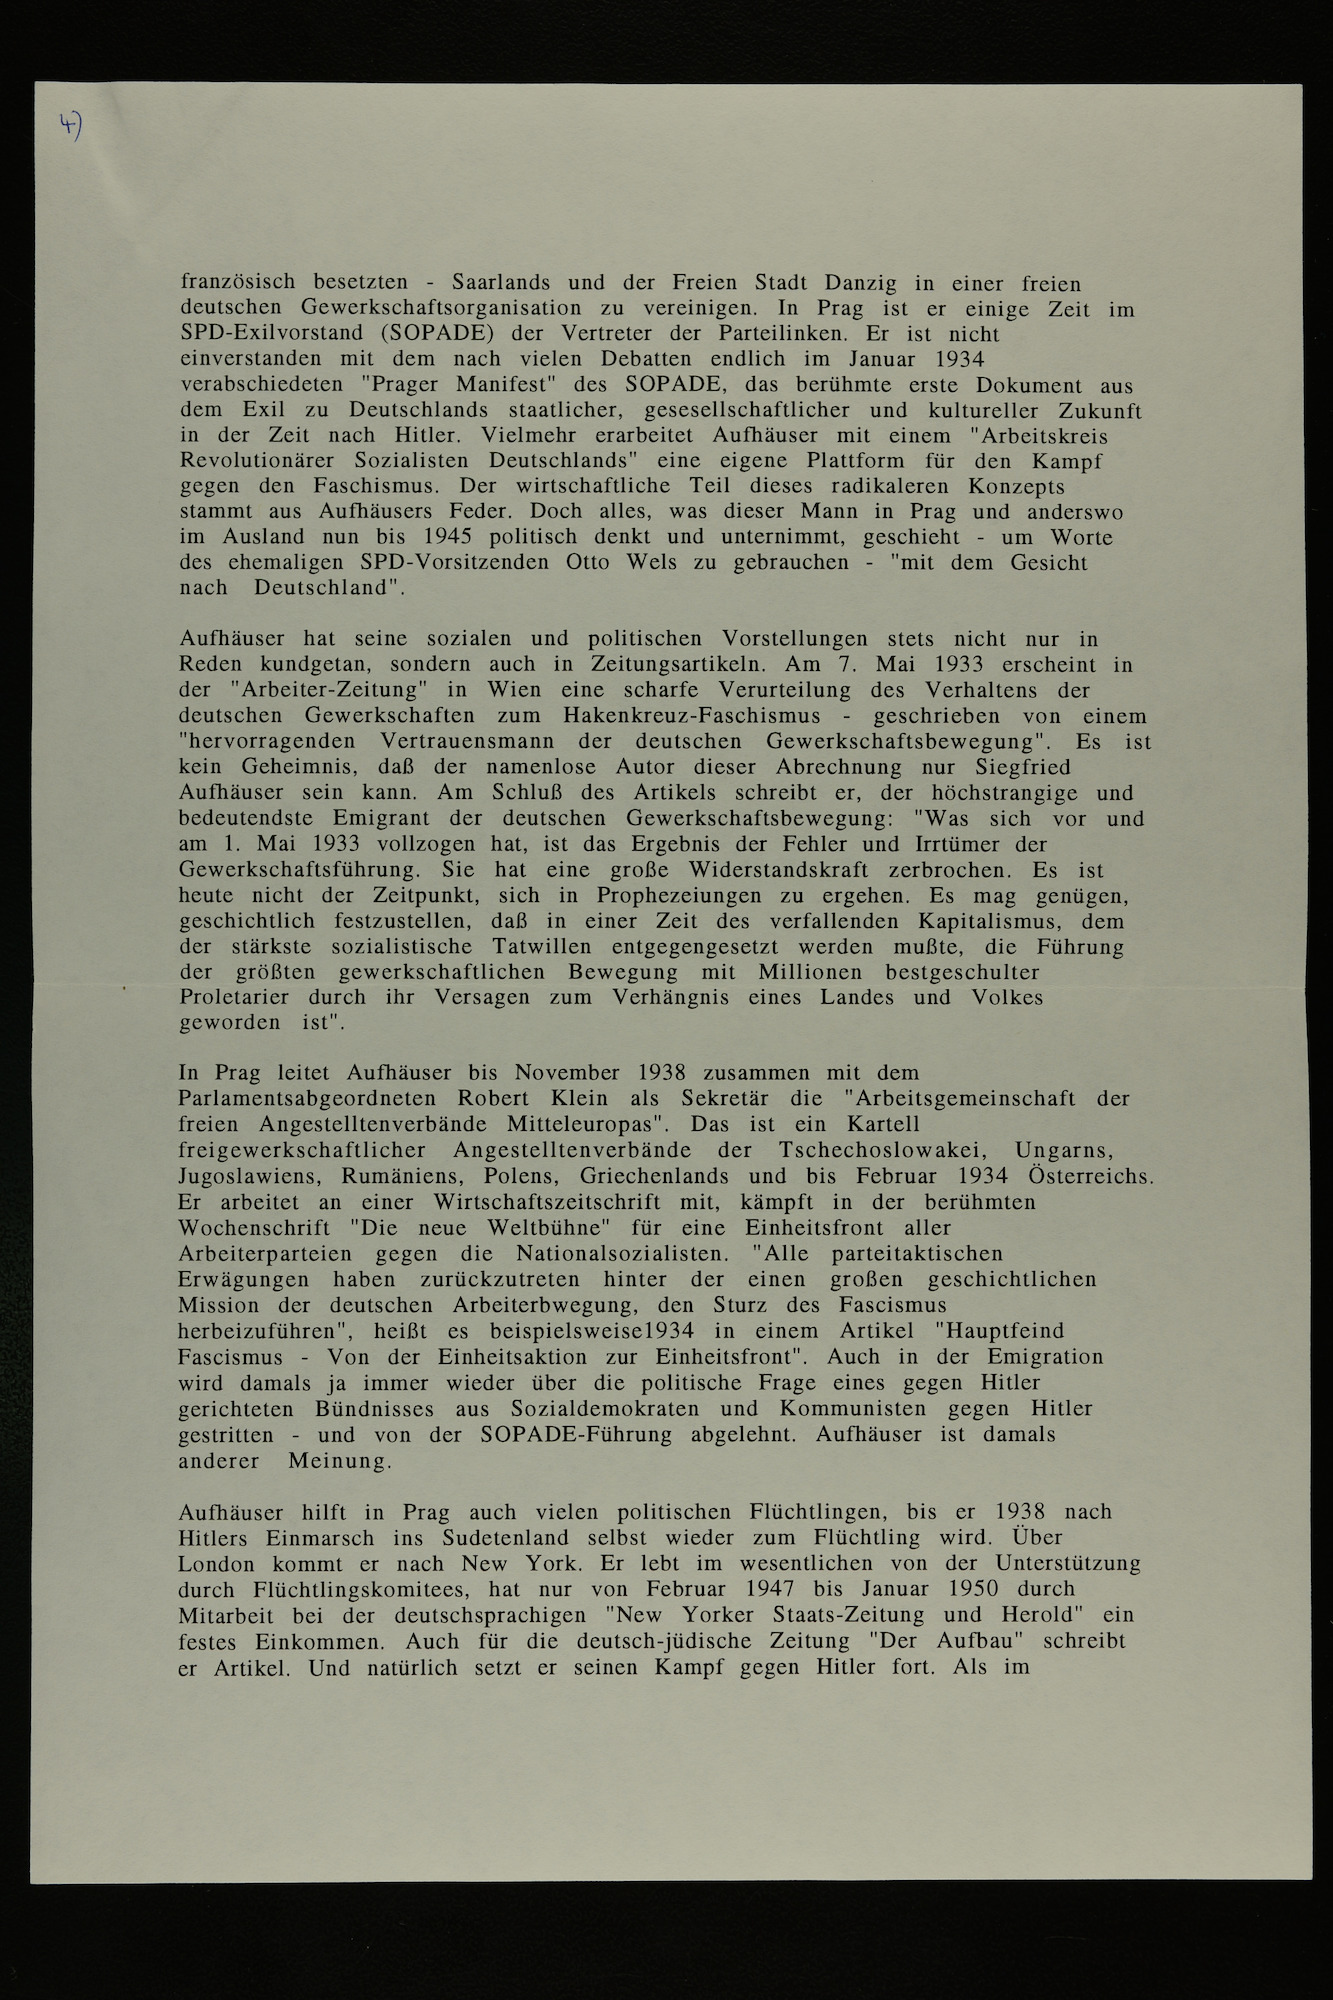 4)
französisch besetzten - Saarlands und der Freien Stadt Danzig in einer freien
deutschen Gewerkschaftsorganisation zu vereinigen. In Prag ist er einige Zeit im
SPD-Exilvorstand (SOPADE) der Vertreter der Parteilinken. Er ist nicht
einverstanden mit dem nach vielen Debatten endlich im Januar 1934
verabschiedeten "Prager Manifest" des SOPADE, das berühmte erste Dokument aus
dem Exil zu Deutschlands staatlicher, gesesellschaftlicher und kultureller Zukunft
in der Zeit nach Hitler. Vielmehr erarbeitet Aufhäuser mit einem "Arbeitskreis
Revolutionärer Sozialisten Deutschlands" eine eigene Plattform für den Kampf
gegen den Faschismus. Der wirtschaftliche Teil dieses radikaleren Konzepts
stammt aus Aufhäusers Feder. Doch alles, was dieser Mann in Prag und anderswo
im Ausland nun bis 1945 politisch denkt und unternimmt, geschieht - um Worte
des ehemaligen SPD-Vorsitzenden Otto Wels zu gebrauchen - "mit dem Gesicht
nach Deutschland".
Aufhäuser hat seine sozialen und politischen Vorstellungen stets nicht nur in
Reden kundgetan, sondern auch in Zeitungsartikeln. Am 7. Mai 1933 erscheint in
der "Arbeiter-Zeitung" in Wien eine scharfe Verurteilung des Verhaltens der
deutschen Gewerkschaften zum Hakenkreuz-Faschismus - geschrieben von einem
"hervorragenden Vertrauensmann der deutschen Gewerkschaftsbewegung". Es ist
kein Geheimnis, daß der namenlose Autor dieser Abrechnung nur Siegfried
Aufhäuser sein kann. Am Schluß des Artikels schreibt er, der höchstrangige und
bedeutendste Emigrant der deutschen Gewerkschaftsbewegung: "Was sich vor und
am 1. Mai 1933 vollzogen hat, ist das Ergebnis der Fehler und Irrtümer der
Gewerkschaftsführung. Sie hat eine große Widerstandskraft zerbrochen. Es ist
heute nicht der Zeitpunkt, sich in Prophezeiungen zu ergehen. Es mag genügen,
geschichtlich festzustellen, daß in einer Zeit des verfallenden Kapitalismus, dem
der stärkste sozialistische Tatwillen entgegengesetzt werden mußte, die Führung
der größten gewerkschaftlichen Bewegung mit Millionen bestgeschulter
Proletarier durch ihr Versagen zum Verhängnis eines Landes und Volkes
geworden ist".
In Prag leitet Aufhäuser bis November 1938 zusammen mit dem
Parlamentsabgeordneten Robert Klein als Sekretär die "Arbeitsgemeinschaft der
freien Angestelltenverbände Mitteleuropas". Das ist ein Kartell
freigewerkschaftlicher Angestelltenverbände der Tschechoslowakei, Ungarns,
Jugoslawiens, Rumäniens, Polens, Griechenlands und bis Februar 1934 Österreichs.
Er arbeitet an einer Wirtschaftszeitschrift mit, kämpft in der berühmten
Wochenschrift "Die neue Weltbühne" für eine Einheitsfront aller
Arbeiterparteien gegen die Nationalsozialisten. "Alle parteitaktischen
Erwägungen haben zurückzutreten hinter der einen großen geschichtlichen
Mission der deutschen Arbeiterbwegung, den Sturz des Fascismus
herbeizuführen", heißt es beispielsweise1934 in einem Artikel "Hauptfeind
Fascismus - Von der Einheitsaktion zur Einheitsfront". Auch in der Emigration
wird damals ja immer wieder über die politische Frage eines gegen Hitler
gerichteten Bündnisses aus Sozialdemokraten und Kommunisten gegen Hitler
gestritten - und von der SOPADE-Führung abgelehnt. Aufhäuser ist damals
anderer Meinung.
Aufhäuser hilft in Prag auch vielen politischen Flüchtlingen, bis er 1938 nach
Hitlers Einmarsch ins Sudetenland selbst wieder zum Flüchtling wird. Über
London kommt er nach New York. Er lebt im wesentlichen von der Unterstützung
durch Flüchtlingskomitees, hat nur von Februar 1947 bis Januar 1950 durch
Mitarbeit bei der deutschsprachigen "New Yorker Staats-Zeitung und Herold" ein
festes Einkommen. Auch für die deutsch-jüdische Zeitung "Der Aufbau" schreibt
er Artikel. Und natürlich setzt er seinen Kampf gegen Hitler fort. Als im